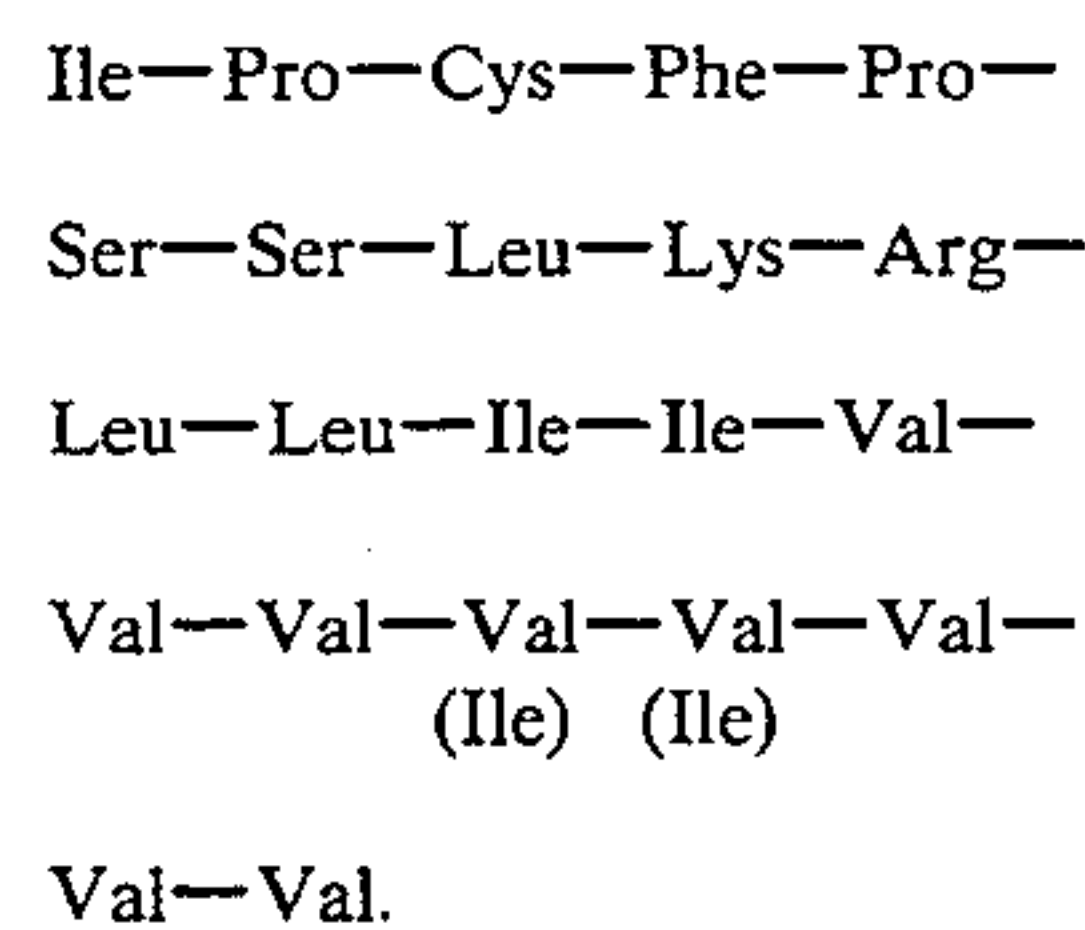 Ile—Pro—Cys—Phe—Pro—
Ser—Ser—Leu—Lys—Arg—
Leu—Leu—Ile—Ile—Val—
Val—Val—Val—Val—Val—
(Ile) (Ile)
Val—Val.